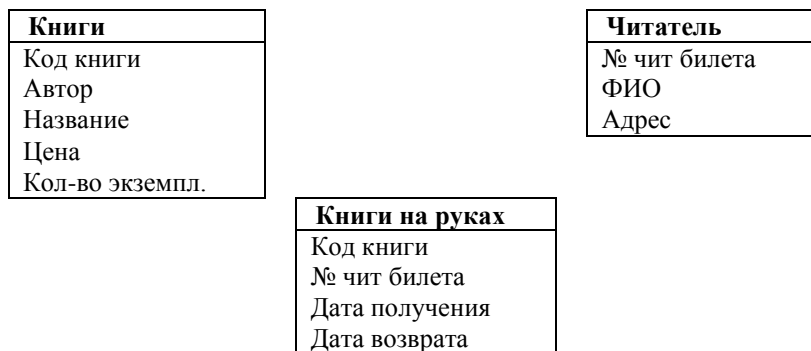 Книги
Код книги
Автор
Название
Цена
Кол-во экземпл.
Читатель
№ чит билета
ФИО
Адрес
Книги на руках
Код книги
№ чит билета
Дата получения
Дата возврата